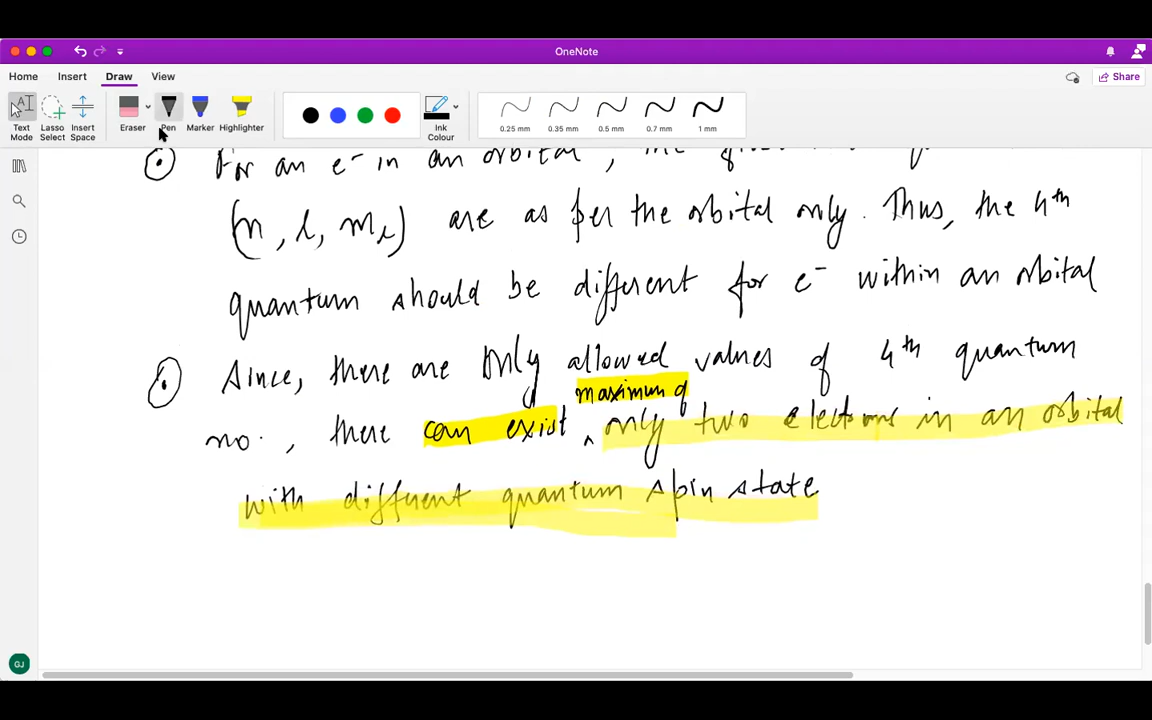 OneNote
Home Insert Draw View
Share
Text Mode
Lasso Select
Insert Space
Eraser
Pen
Marker
Highlighter
Ink Colour
0.25 mm
0.35 mm
0.5 mm
0.7 mm
1 mm
For an e⁻ in an orbital, the
(n, l, mₗ) are as per the orbital only. Thus, the 4th
quantum should be different for e⁻ within an orbital
Since, there are only allowed values of 4th quantum
maximum of
no., there can exist ‸ only two electrons in an orbital
with different quantum spin state
GJ